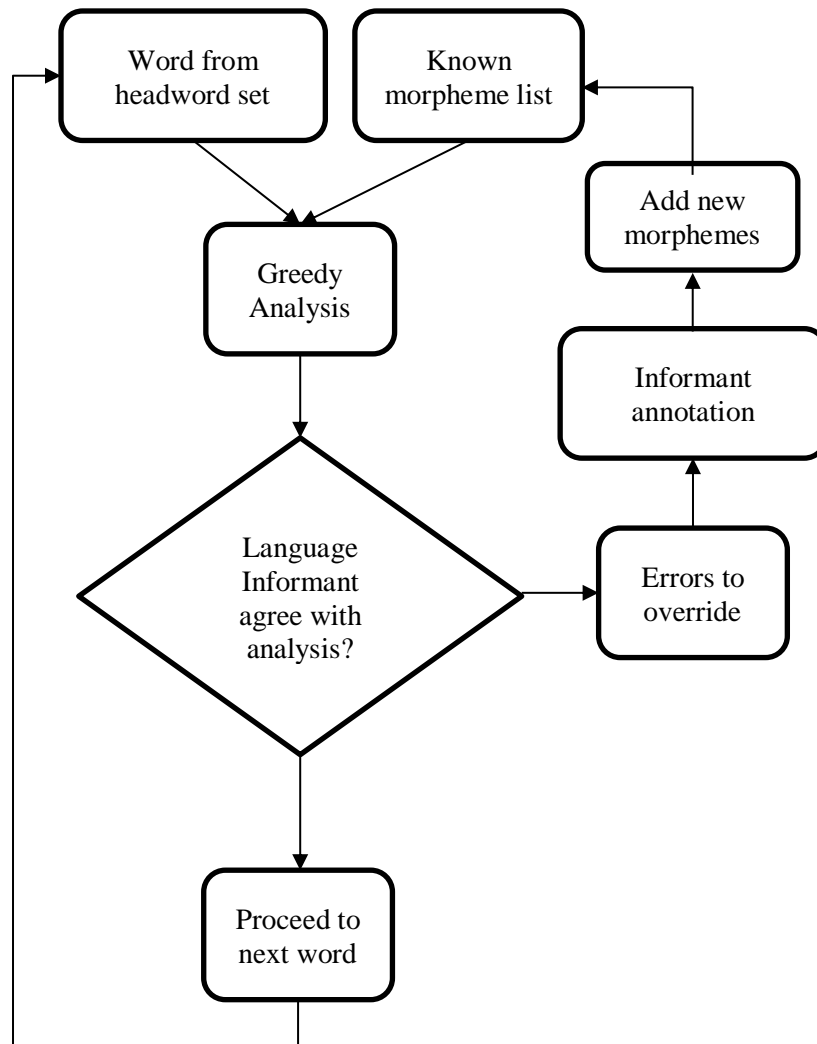 Word from
headword set
Known
morpheme list
Add new
morphemes
Greedy
Analysis
Informant
annotation
Language
Informant
agree with
analysis?
Errors to
override
Proceed to
next word